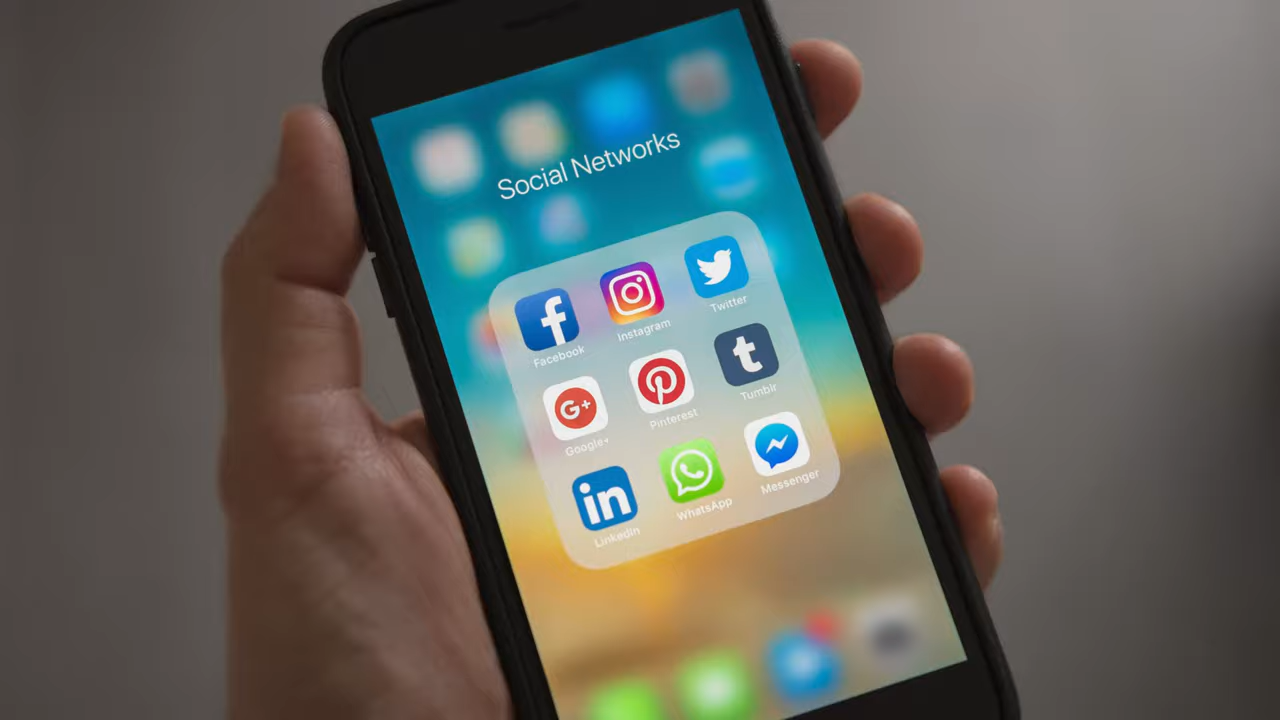 Social Networks
Facebook
Instagram
Twitter
Google+
Pinterest
Tumblr
LinkedIn
WhatsApp
Messenger